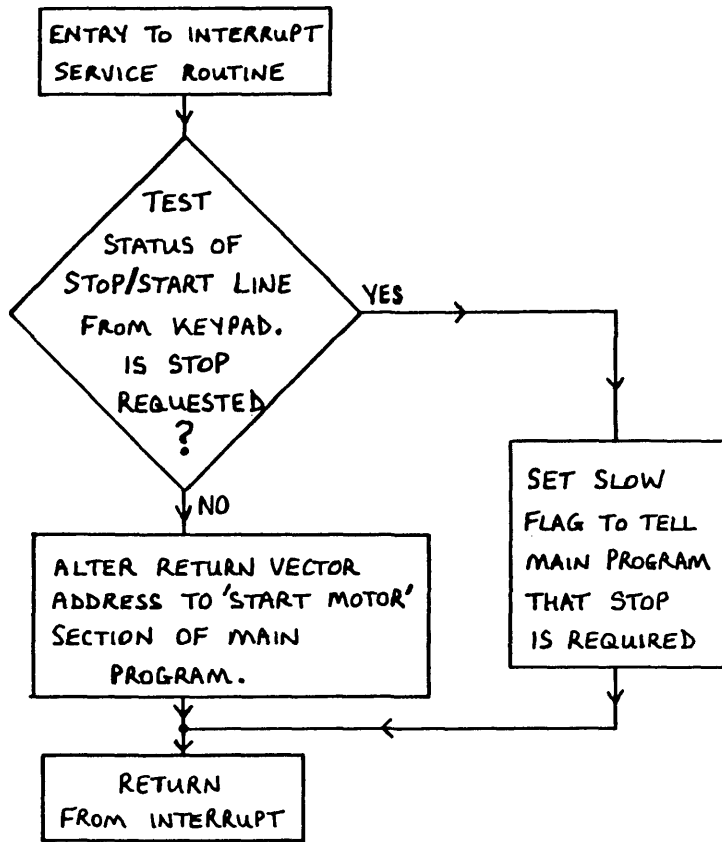 ENTRY TO INTERRUPT
SERVICE ROUTINE
TEST
STATUS OF
STOP/START LINE
FROM KEYPAD.
IS STOP
REQUESTED
?
YES
NO
SET SLOW
FLAG TO TELL
MAIN PROGRAM
THAT STOP
IS REQUIRED
ALTER RETURN VECTOR
ADDRESS TO 'START MOTOR'
SECTION OF MAIN
PROGRAM.
RETURN
FROM INTERRUPT